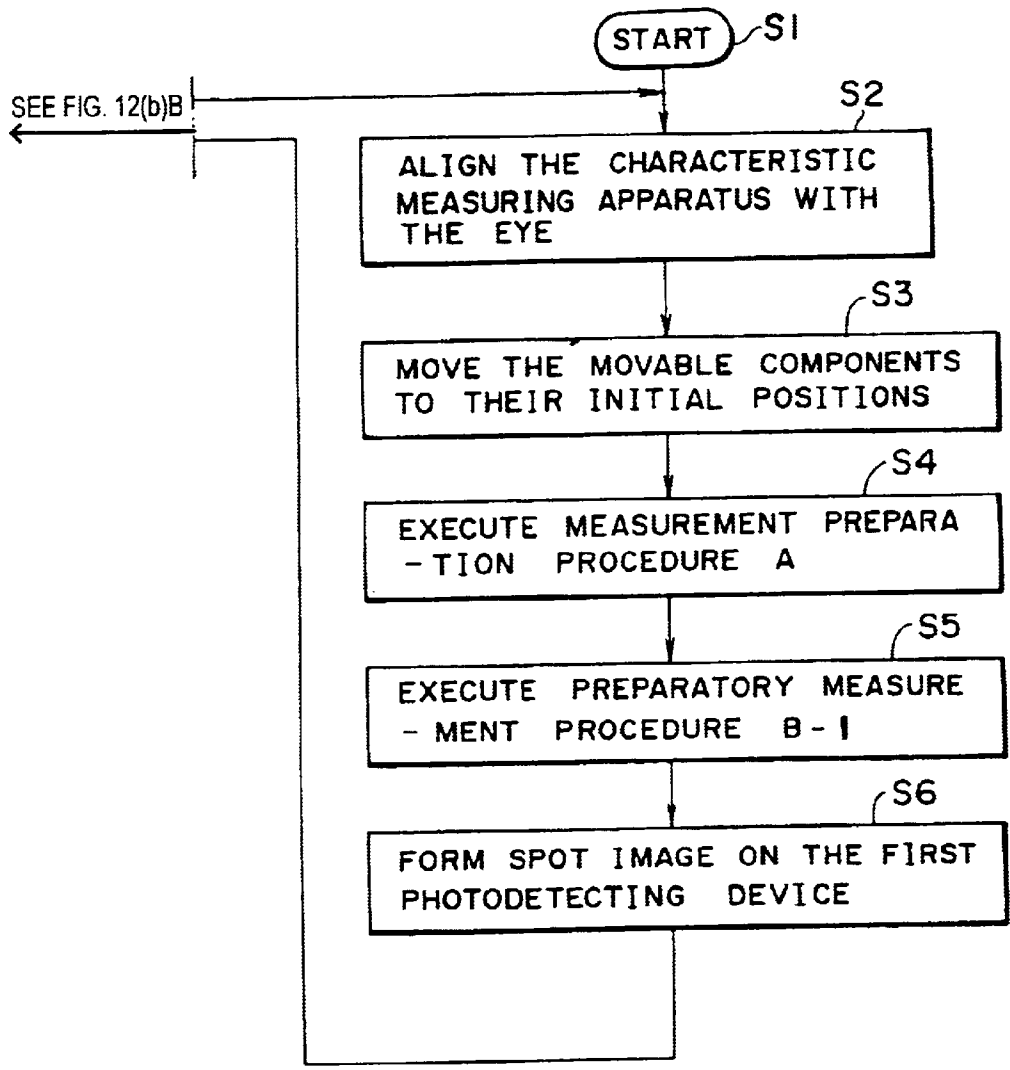 START
S1
SEE FIG. 12(b)B
S2
ALIGN THE CHARACTERISTIC
MEASURING APPARATUS WITH
THE EYE
S3
MOVE THE MOVABLE COMPONENTS
TO THEIR INITIAL POSITIONS
S4
EXECUTE MEASUREMENT PREPARA
-TION PROCEDURE A
S5
EXECUTE PREPARATORY MEASURE
-MENT PROCEDURE B-1
S6
FORM SPOT IMAGE ON THE FIRST
PHOTODETECTING DEVICE